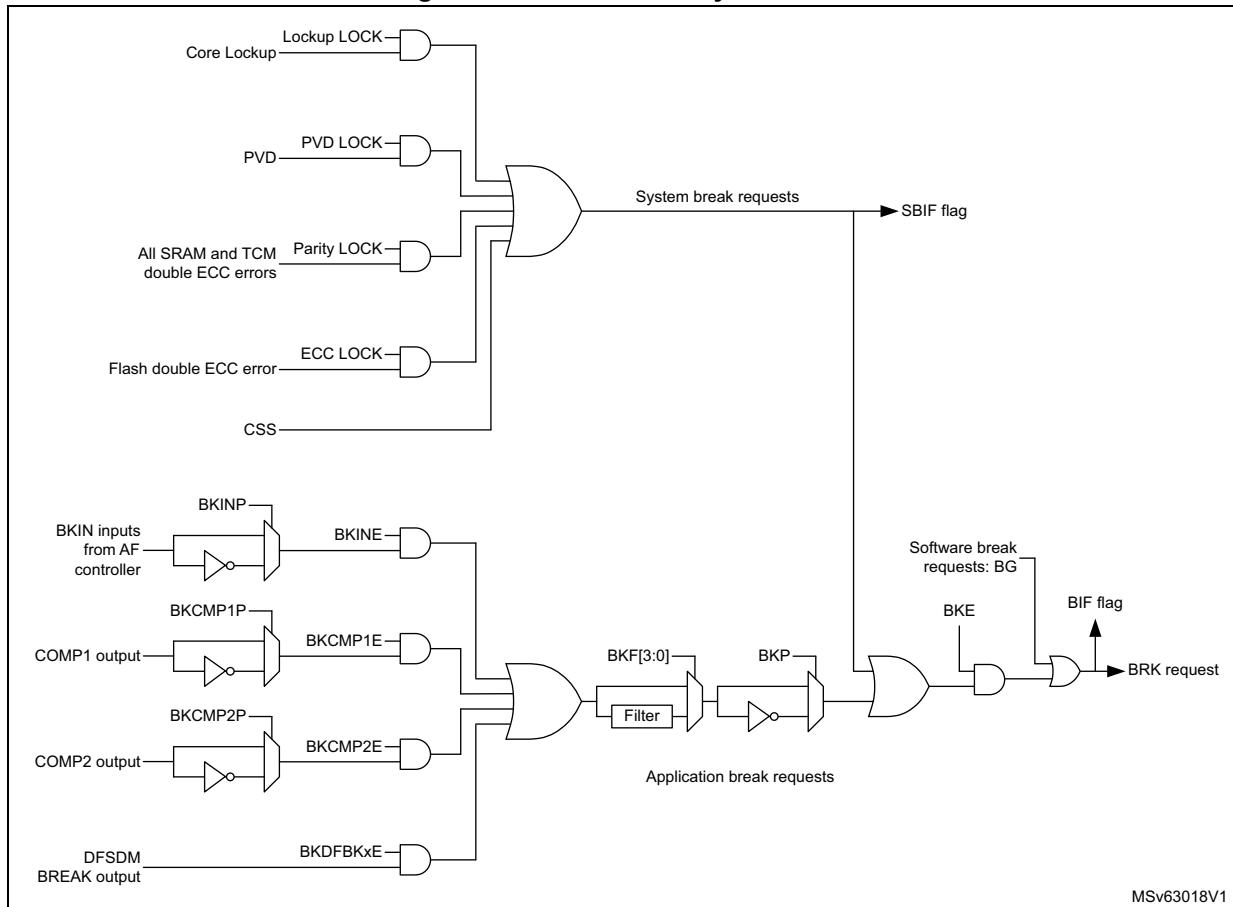 Lockup LOCK
Core Lockup
PVD LOCK
PVD
System break requests
SBIF flag
Parity LOCK
All SRAM and TCM
double ECC errors
ECC LOCK
Flash double ECC error
CSS
BKINP
BKIN inputs
from AF
controller
BKINE
Software break
requests: BG
BKCMP1P
BKCMP1E
COMP1 output
BKF[3:0]
BKP
BKE
BIF flag
BRK request
Filter
BKCMP2P
BKCMP2E
COMP2 output
Application break requests
DFSDM
BREAK output
BKDFBKxE
MSv63018V1